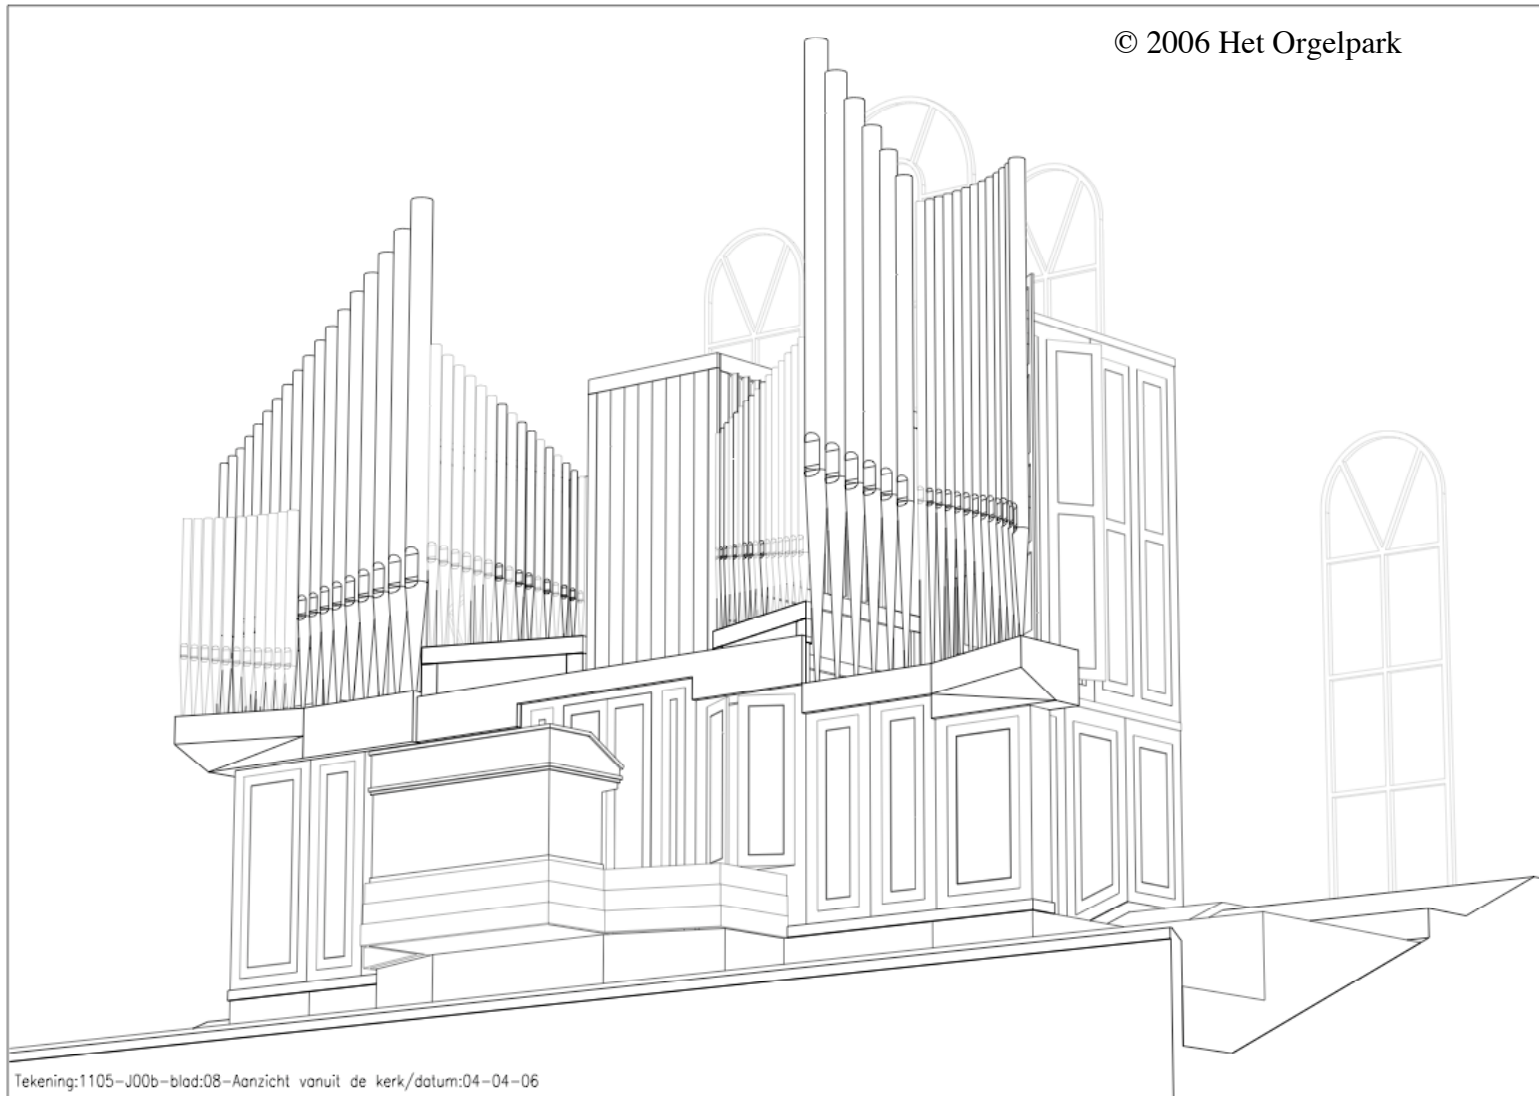 © 2006 Het Orgelpark
Tekening:1105-J00b-blad:08-Aanzicht vanuit de kerk/datum:04-04-06